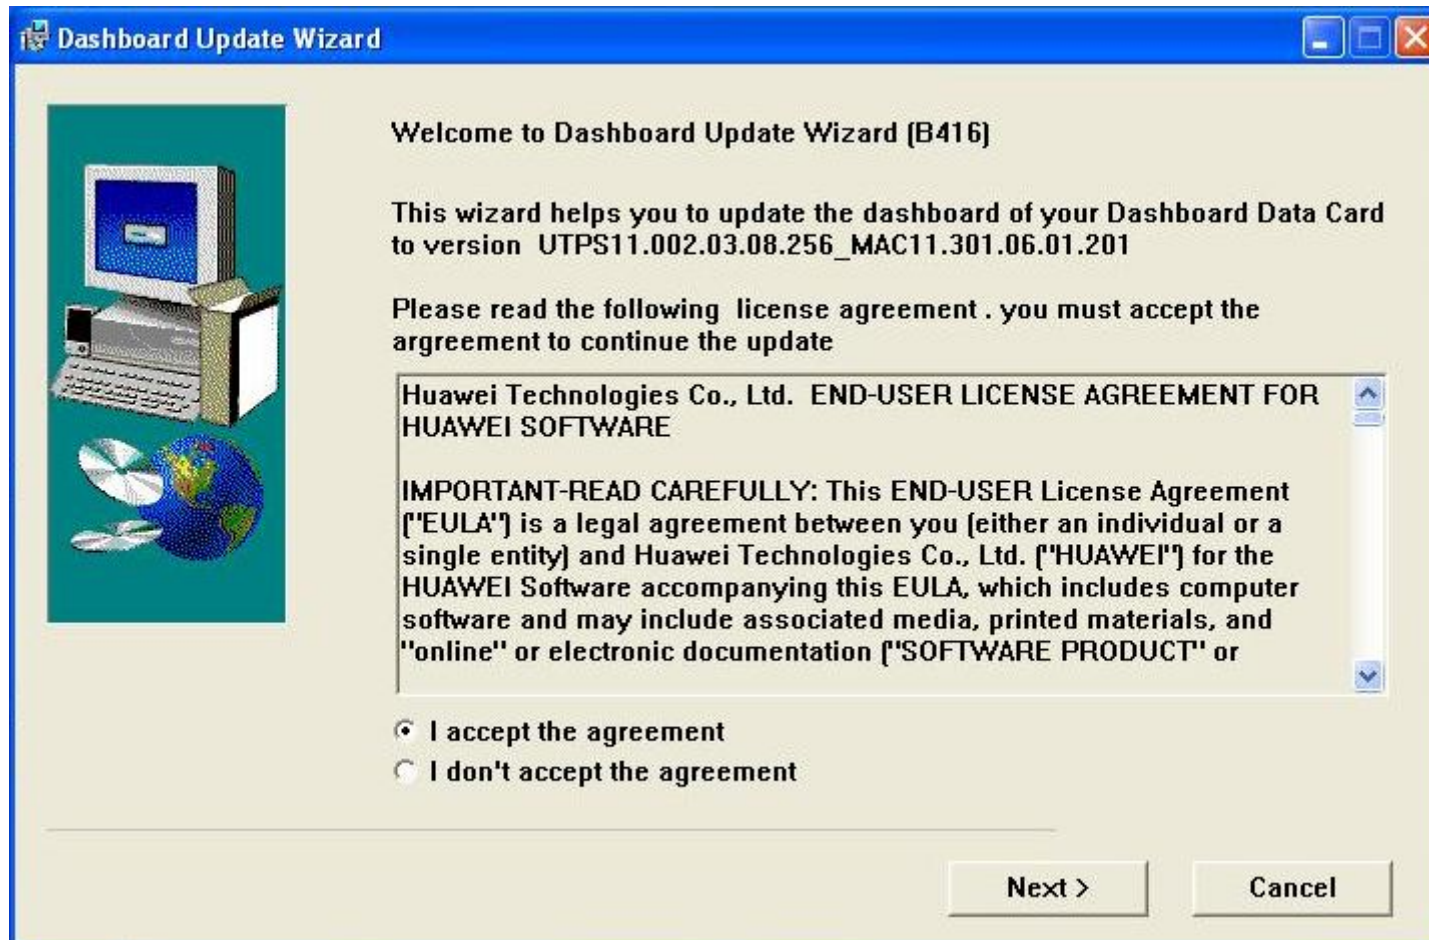 Dashboard Update Wizard
Welcome to Dashboard Update Wizard (B416)
This wizard helps you to update the dashboard of your Dashboard Data Card
to version  UTPS11.002.03.08.256_MAC11.301.06.01.201
Please read the following  license agreement . you must accept the
argreement to continue the update
Huawei Technologies Co., Ltd.  END-USER LICENSE AGREEMENT FOR
HUAWEI SOFTWARE
IMPORTANT-READ CAREFULLY: This END-USER License Agreement
("EULA") is a legal agreement between you (either an individual or a
single entity) and Huawei Technologies Co., Ltd. ("HUAWEI") for the
HUAWEI Software accompanying this EULA, which includes computer
software and may include associated media, printed materials, and
"online" or electronic documentation ("SOFTWARE PRODUCT" or
I accept the agreement
I don't accept the agreement
Next >
Cancel